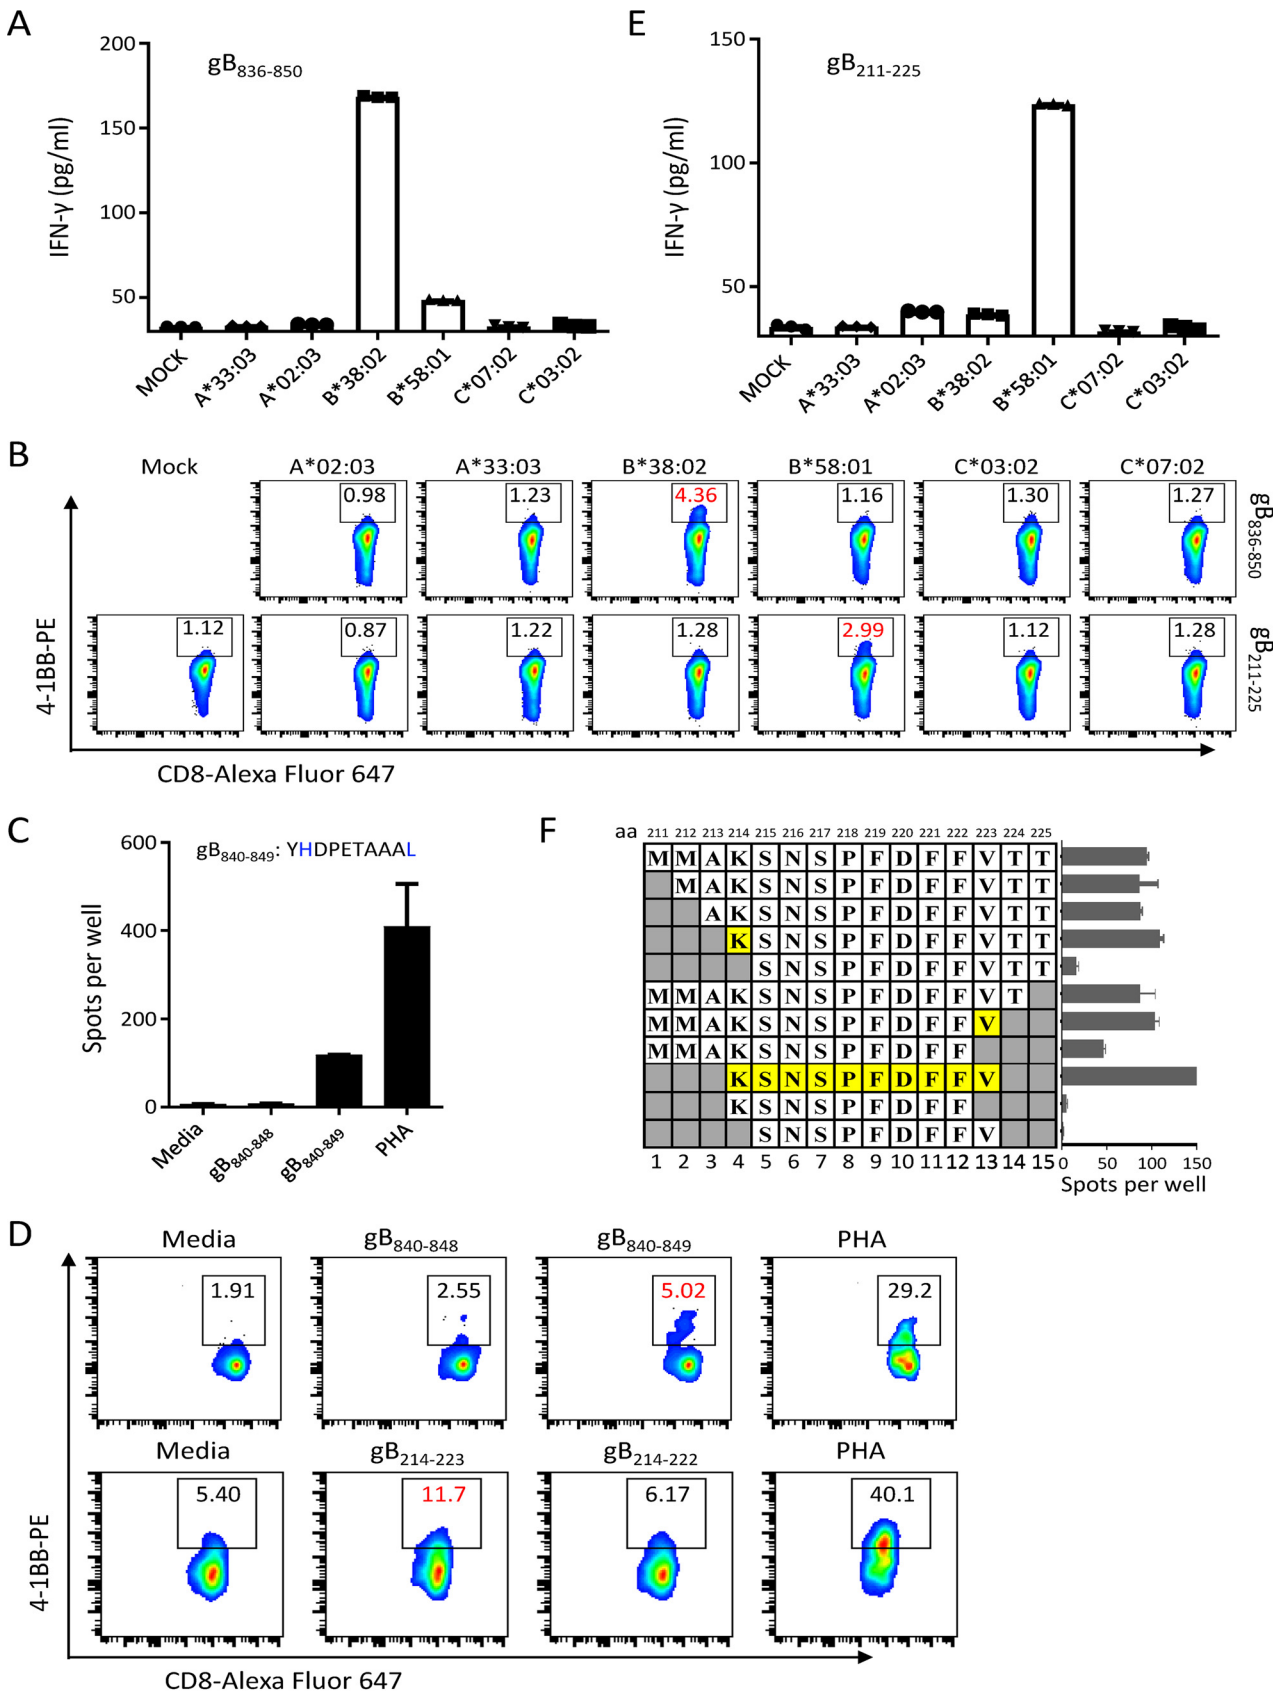 A
gB836-850
IFN-γ (pg/ml)
200
150
100
50
MOCK
A*33:03
A*02:03
B*38:02
B*58:01
C*07:02
C*03:02
E
gB211-225
IFN-γ (pg/ml)
150
100
50
MOCK
A*33:03
A*02:03
B*38:02
B*58:01
C*07:02
C*03:02
B
Mock A*02:03 A*33:03 B*38:02 B*58:01 C*03:02 C*07:02
0.98 1.23 4.36 1.16 1.30 1.27
gB836-850
1.12 0.87 1.22 1.28 2.99 1.12 1.28
gB211-225
4-1BB-PE
CD8-Alexa Fluor 647
C
gB840-849: YHDPETAAAL
Spots per well
600
400
200
0
Media
gB840-848
gB840-849
PHA
F
aa 211 212 213 214 215 216 217 218 219 220 221 222 223 224 225
M M A K S N S P F D F F V T T
M A K S N S P F D F F V T T
A K S N S P F D F F V T T
K S N S P F D F F V T T
S N S P F D F F V T T
M M A K S N S P F D F F V T
M M A K S N S P F D F F V
M M A K S N S P F D F F
K S N S P F D F F V
K S N S P F D F F
S N S P F D F F V
1 2 3 4 5 6 7 8 9 10 11 12 13 14 15
0 50 100 150
Spots per well
D
Media gB840-848 gB840-849 PHA
1.91 2.55 5.02 29.2
Media gB214-223 gB214-222 PHA
5.40 11.7 6.17 40.1
4-1BB-PE
CD8-Alexa Fluor 647